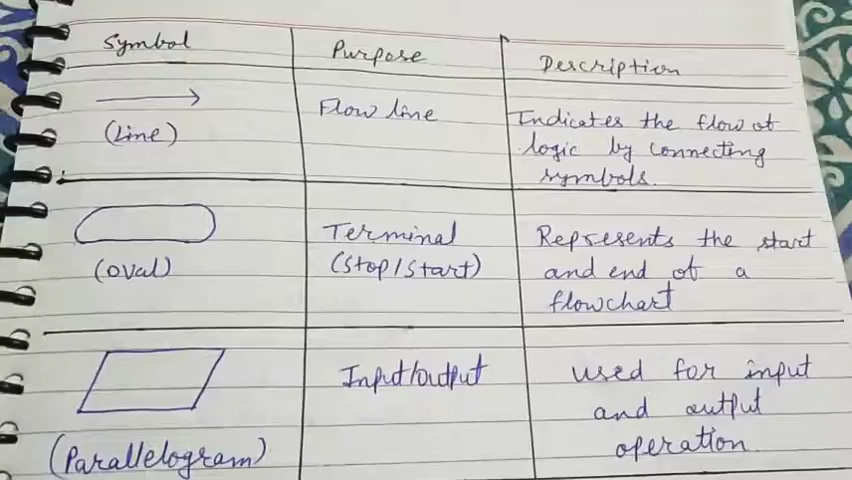 Symbol
Purpose
Description
(Line)
Flow line
Indicates the flow of
logic by connecting
symbols.
(oval)
Terminal
(Stop/Start)
Represents the start
and end of a
flowchart
(Parallelogram)
Input/output
used for input
and output
operation.